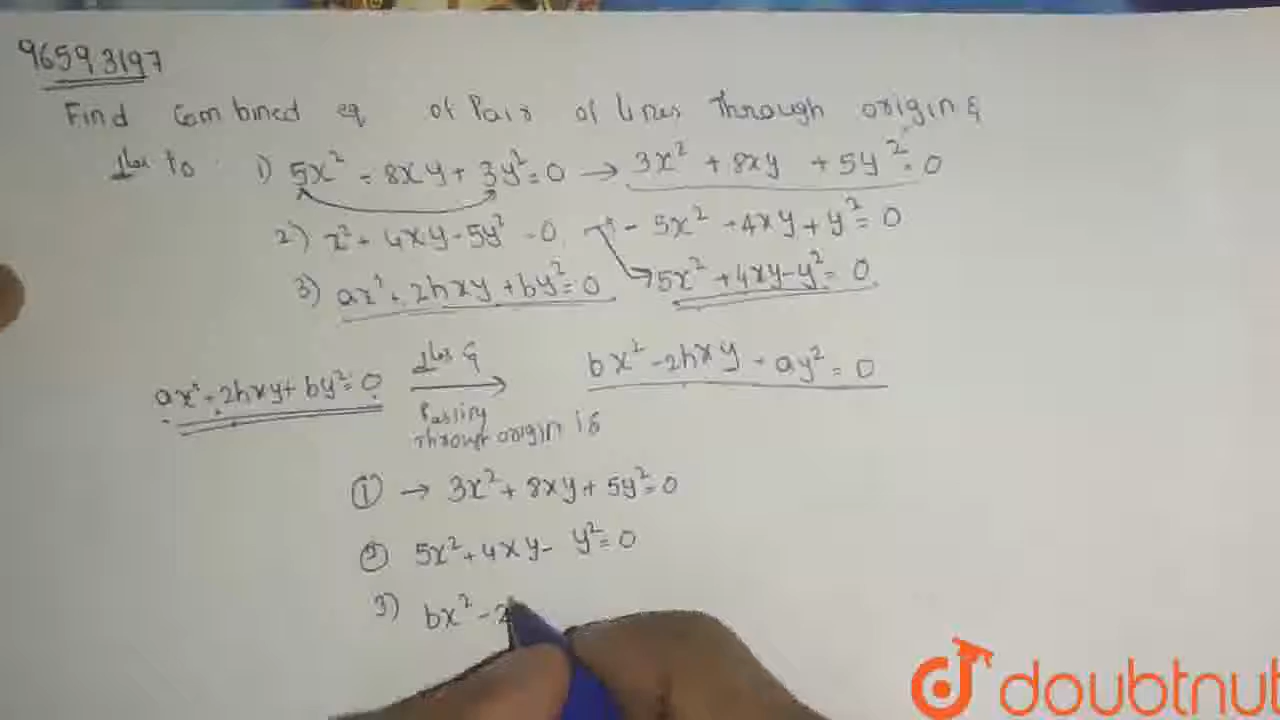 96593197
Find Combined eq of Pair of lines Through origin &
to 1) 5x² - 8xy + 3y² = 0 → 3x² + 8xy + 5y² = 0
2) x² + 4xy - 5y² = 0 → - 5x² - 4xy + y² = 0
3) ax² + 2hxy + by² = 0 → 5x² + 4xy - y² = 0
ax² + 2hxy + by² = 0 → bx² - 2hxy + ay² = 0
Passing
Through origin is
① → 3x² + 8xy + 5y² = 0
② 5x² + 4xy - y² = 0
3) bx² - 2
doubtnut